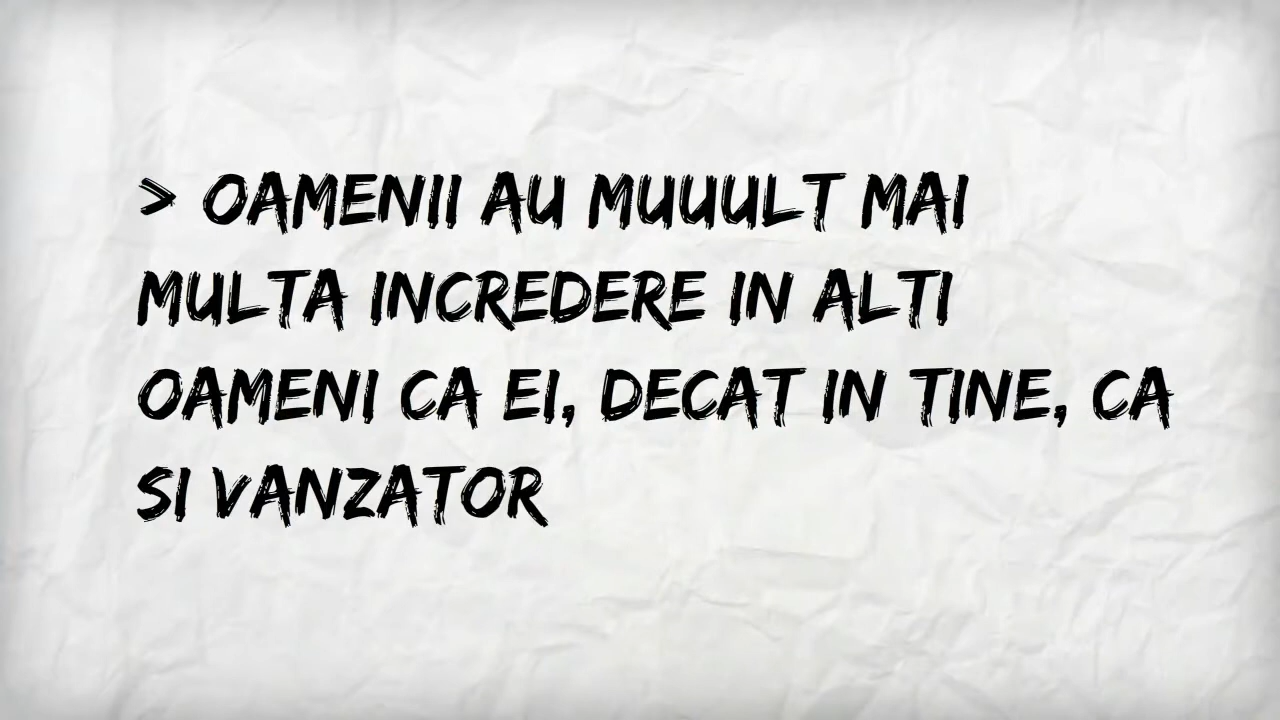 > OAMENII AU MUUULT MAI
MULTA INCREDERE IN ALTI
OAMENI CA EI, DECAT IN TINE, CA
SI VANZATOR